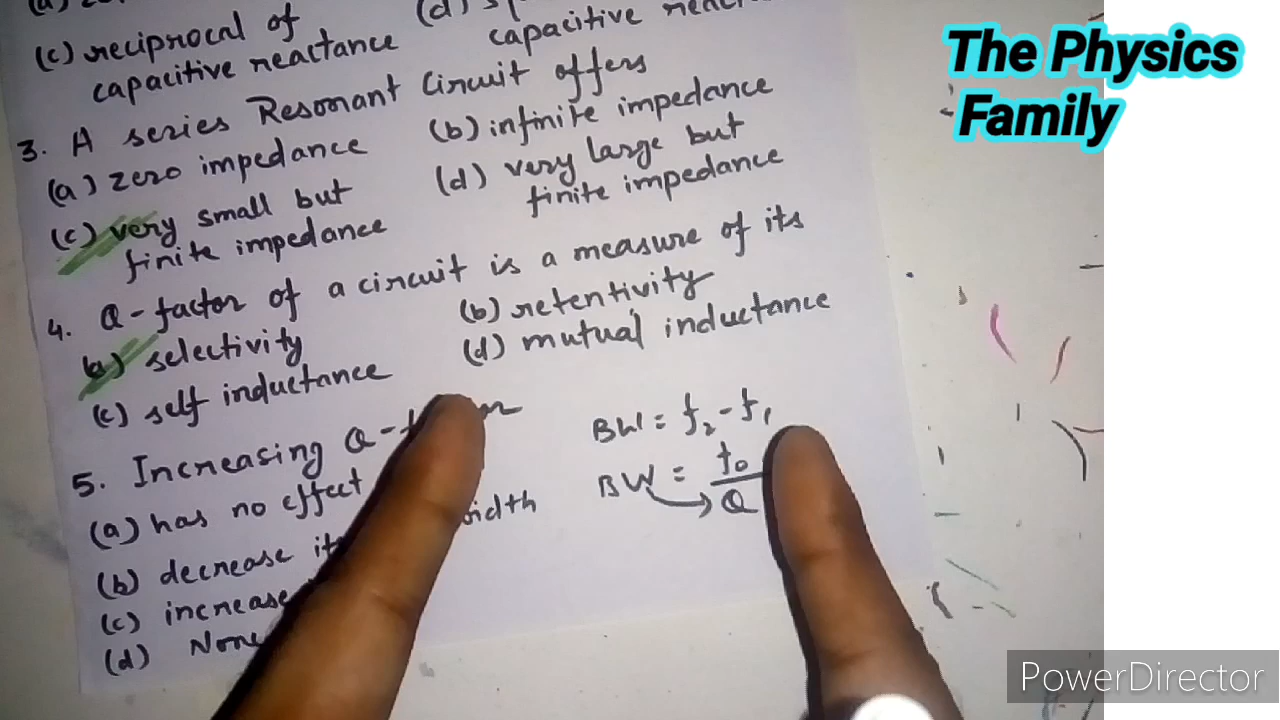 (c) reciprocal of
capacitive reactance
(d)
capacitive
3. A series Resonant Circuit offers
(a) zero impedance
(b) infinite impedance
(c) very small but
finite impedance
(d) very large but
finite impedance
4. Q-factor of a circuit is a measure of its
(a) selectivity
(b) retentivity
(c) self inductance
(d) mutual inductance
5. Increasing Q-
(a) has no effect
(b) decrease
(c) increase
(d) None
BW = f₂ - f₁
BW = f₀
Q
The Physics
Family
PowerDirector